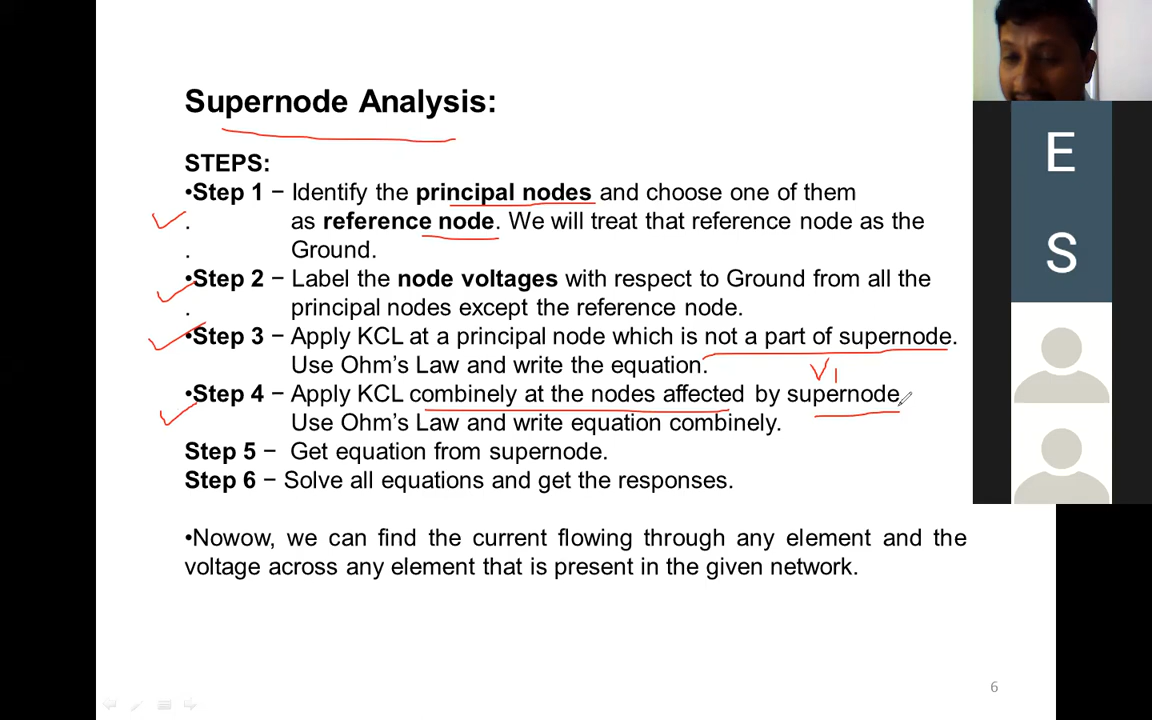 Supernode Analysis:
STEPS:
•Step 1 − Identify the principal nodes and choose one of them
. as reference node. We will treat that reference node as the
. Ground.
•Step 2 − Label the node voltages with respect to Ground from all the
. principal nodes except the reference node.
•Step 3 − Apply KCL at a principal node which is not a part of supernode.
Use Ohm's Law and write the equation.
V1
•Step 4 − Apply KCL combinely at the nodes affected by supernode.
Use Ohm's Law and write equation combinely.
Step 5 − Get equation from supernode.
Step 6 − Solve all equations and get the responses.
•Nowow, we can find the current flowing through any element and the
voltage across any element that is present in the given network.
6
E
S